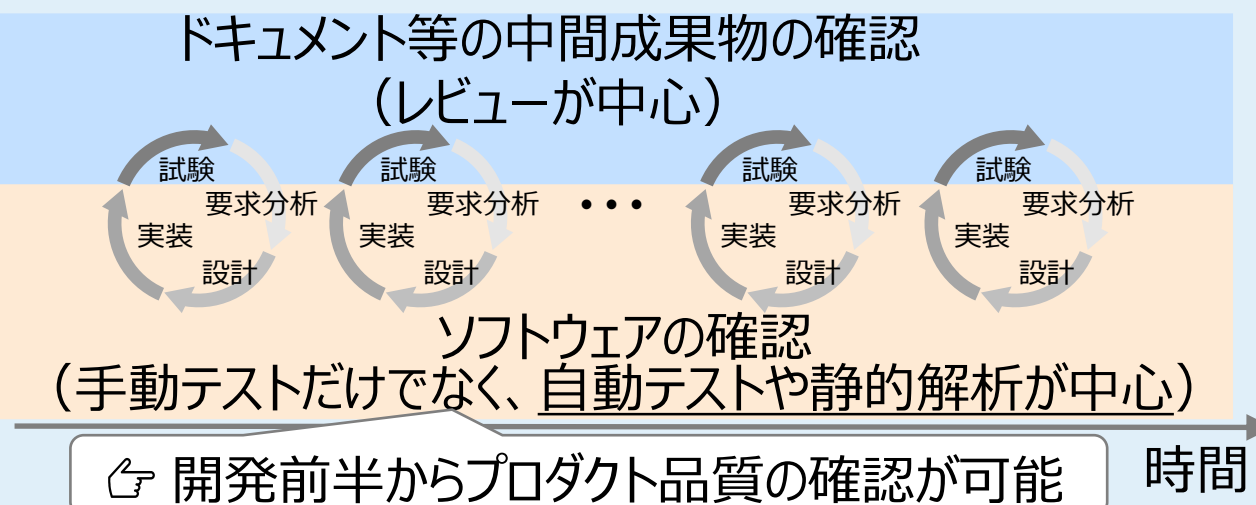 ドキュメント等の中間成果物の確認
（レビューが中心）
試験
要求分析
実装
設計
試験
要求分析
実装
設計
・・・
試験
要求分析
実装
設計
試験
要求分析
実装
設計
ソフトウェアの確認
（手動テストだけでなく、自動テストや静的解析が中心）
☞ 開発前半からプロダクト品質の確認が可能
時間